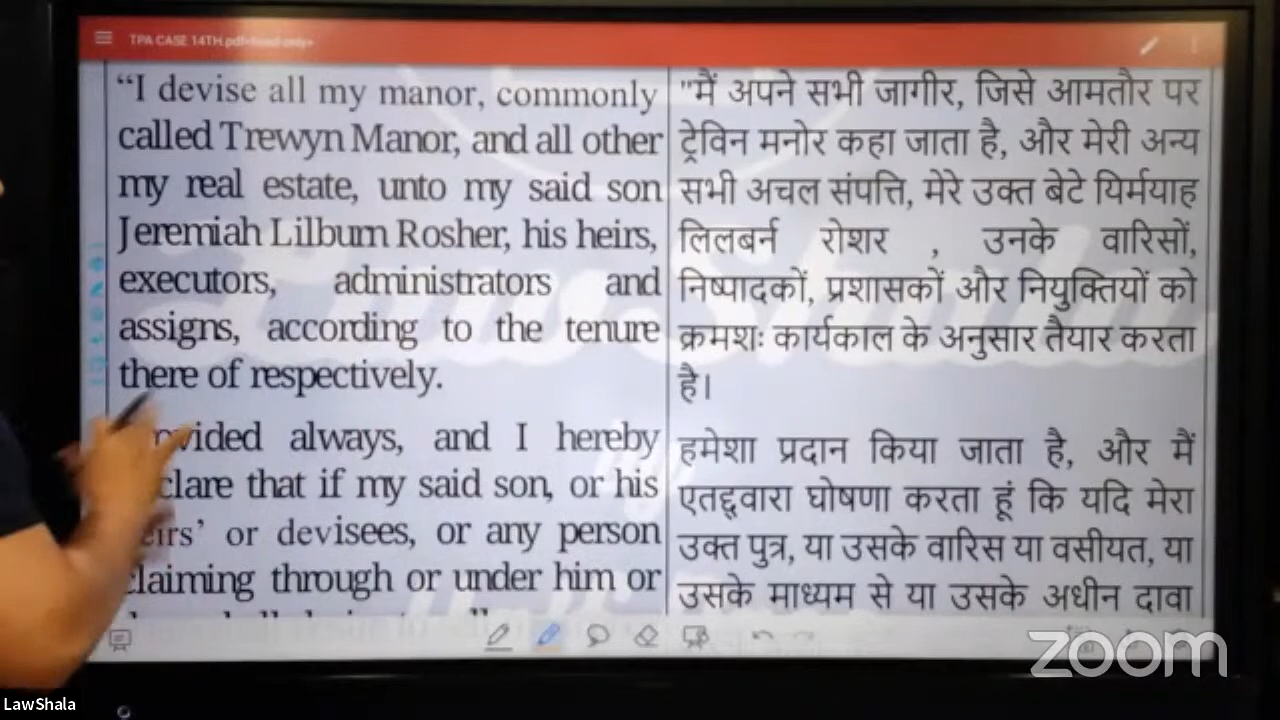 TPA CASE 14TH.pdf<Read-only>
“I devise all my manor, commonly
called Trewyn Manor, and all other
my real estate, unto my said son
Jeremiah Lilburn Rosher, his heirs,
executors, administrators and
assigns, according to the tenure
there of respectively.
always, and I hereby
that if my said son, or his
or devisees, or any person
claiming through or under him or
"मैं अपने सभी जागीर, जिसे आमतौर पर
ट्रेविन मनोर कहा जाता है, और मेरी अन्य
सभी अचल संपत्ति, मेरे उक्त बेटे यिर्मयाह
लिलबर्न रोशर , उनके वारिसों,
निष्पादकों, प्रशासकों और नियुक्तियों को
क्रमशः कार्यकाल के अनुसार तैयार करता
है।
हमेशा प्रदान किया जाता है, और मैं
एतद्द्वारा घोषणा करता हूं कि यदि मेरा
उक्त पुत्र, या उसके वारिस या वसीयत, या
उसके माध्यम से या उसके अधीन दावा
zoom
LawShala